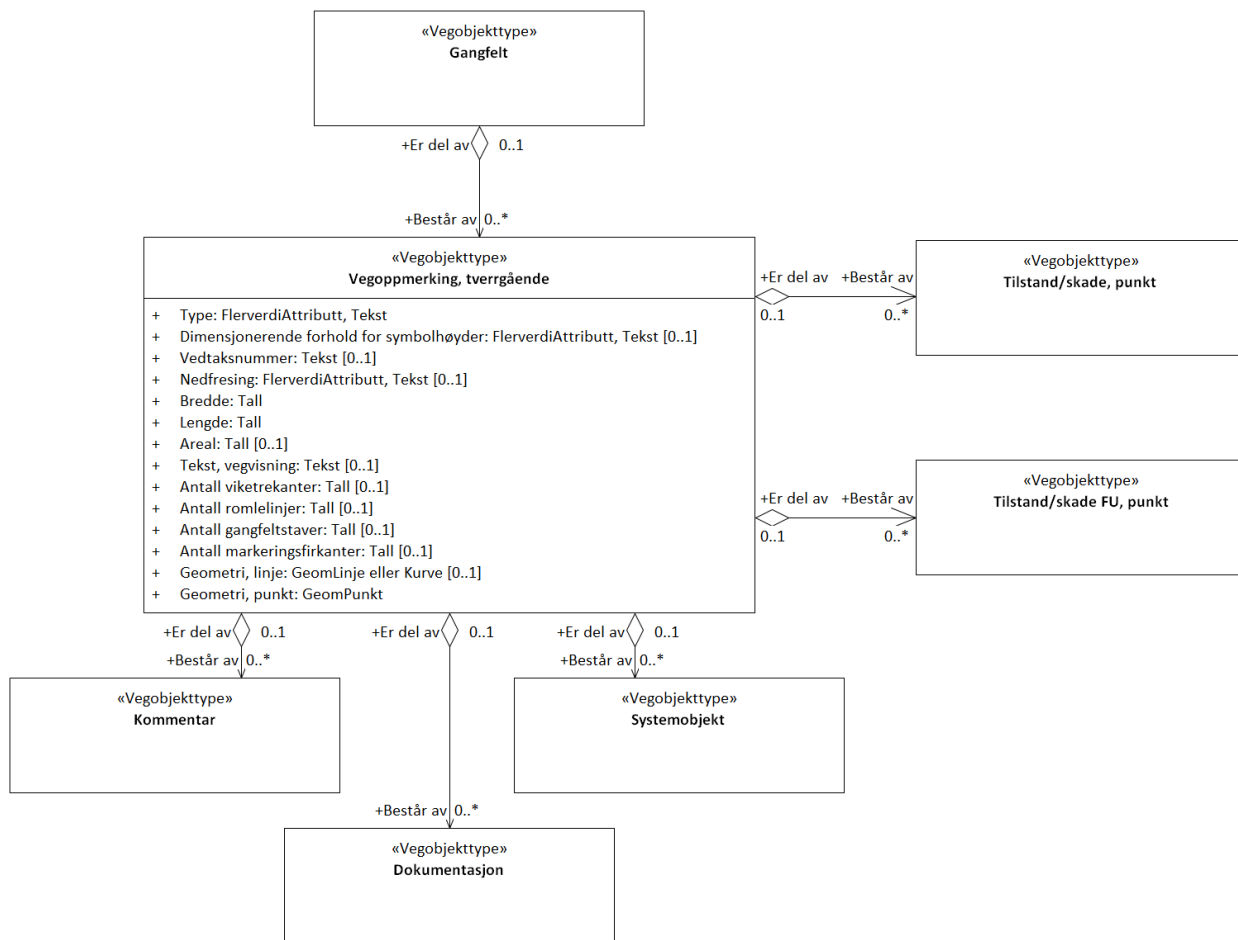 «Vegobjekttype»
Gangfelt
+Er del av 0..1
+Består av 0..*
«Vegobjekttype»
Vegoppmerking, tverrgående
+ Type: FlerverdiAttributt, Tekst
+ Dimensjonerende forhold for symbolhøyder: FlerverdiAttributt, Tekst [0..1]
+ Vedtaksnummer: Tekst [0..1]
+ Nedfresing: FlerverdiAttributt, Tekst [0..1]
+ Bredde: Tall
+ Lengde: Tall
+ Areal: Tall [0..1]
+ Tekst, vegvisning: Tekst [0..1]
+ Antall viketrekanter: Tall [0..1]
+ Antall romlelinjer: Tall [0..1]
+ Antall gangfeltstaver: Tall [0..1]
+ Antall markeringsfirkanter: Tall [0..1]
+ Geometri, linje: GeomLinje eller Kurve [0..1]
+ Geometri, punkt: GeomPunkt
+Er del av +Består av
0..1 0..*
«Vegobjekttype»
Tilstand/skade, punkt
+Er del av +Består av
0..1 0..*
«Vegobjekttype»
Tilstand/skade FU, punkt
+Er del av 0..1
+Består av 0..*
«Vegobjekttype»
Kommentar
+Er del av 0..1
+Består av 0..*
«Vegobjekttype»
Dokumentasjon
+Er del av 0..1
+Består av 0..*
«Vegobjekttype»
Systemobjekt